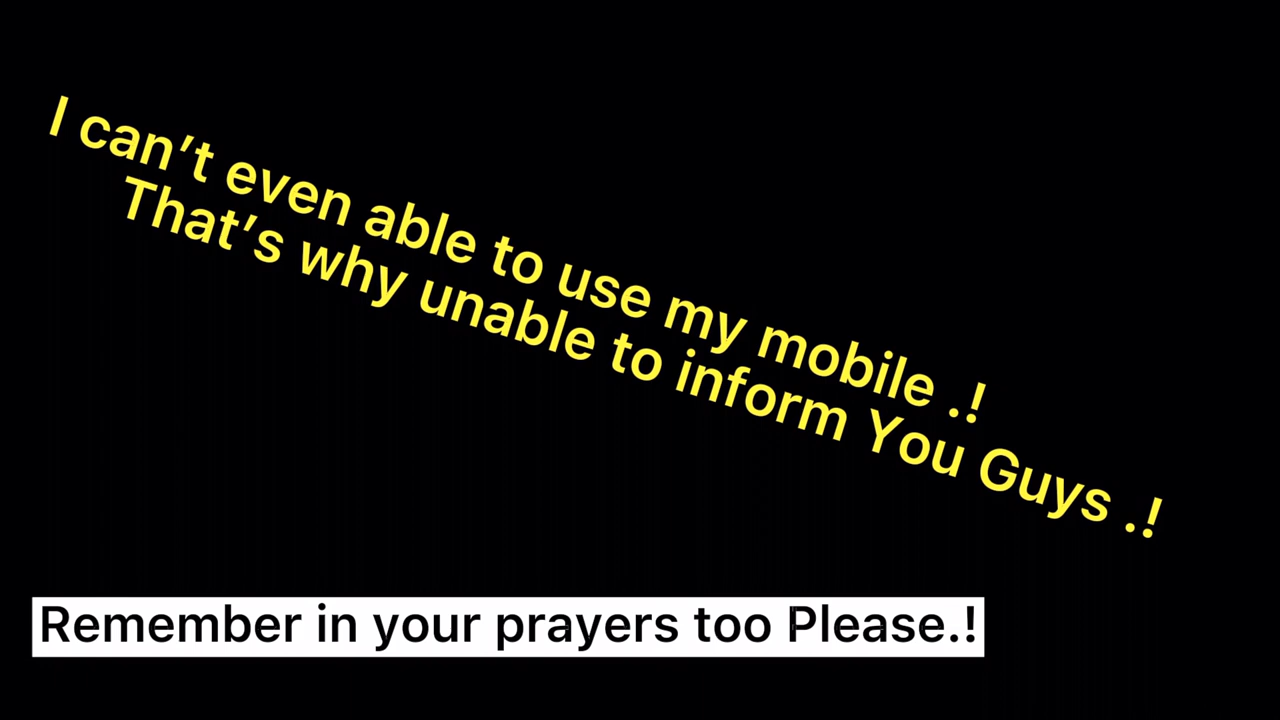 I can’t even able to use my mobile .!
That’s why unable to inform You Guys .!
Remember in your prayers too Please.!